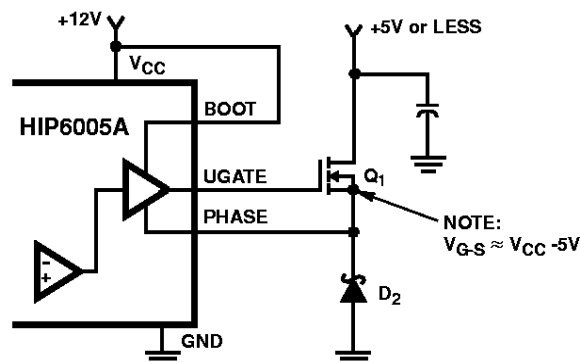 +12V
+5V or LESS
VCC
BOOT
HIP6005A
UGATE
Q1
PHASE
NOTE:
VG-S ≈ VCC -5V
-
+
D2
GND